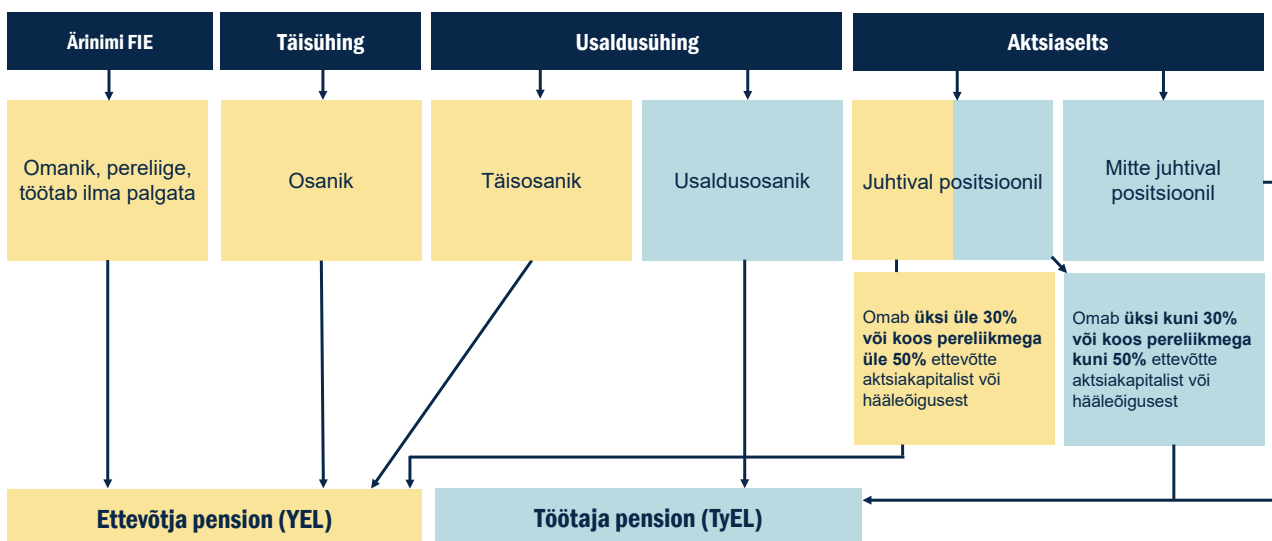 Ärinimi FIE
Täisühing
Usaldusühing
Aktsiaselts
Omanik, pereliige,
töötab ilma palgata
Osanik
Täisosanik
Usaldusosanik
Juhtival positsioonil
Mitte juhtival
positsioonil
Omab üksi üle 30%
või koos pereliikmega
üle 50% ettevõtte
aktsiakapitalist või
hääleõigusest
Omab üksi kuni 30%
või koos pereliikmega
kuni 50% ettevõtte
aktsiakapitalist või
hääleõigusest
Ettevõtja pension (YEL)
Töötaja pension (TyEL)